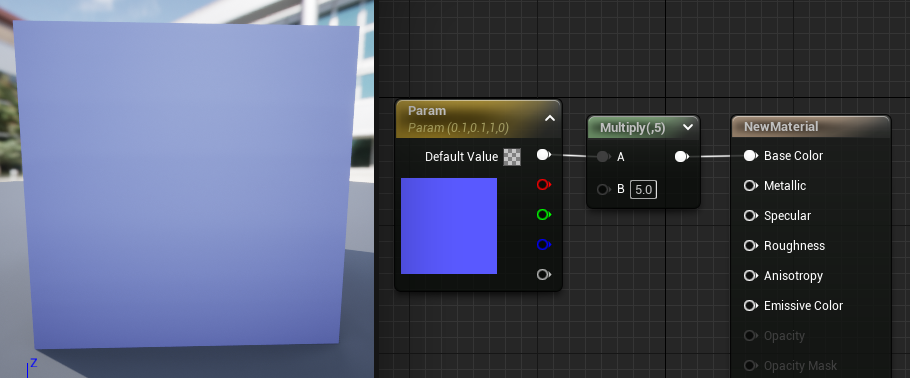 Z
Param
Param (0.1,0.1,1,0)
Default Value
Multiply(,5)
A
B 5.0
NewMaterial
Base Color
Metallic
Specular
Roughness
Anisotropy
Emissive Color
Opacity
Opacity Mask